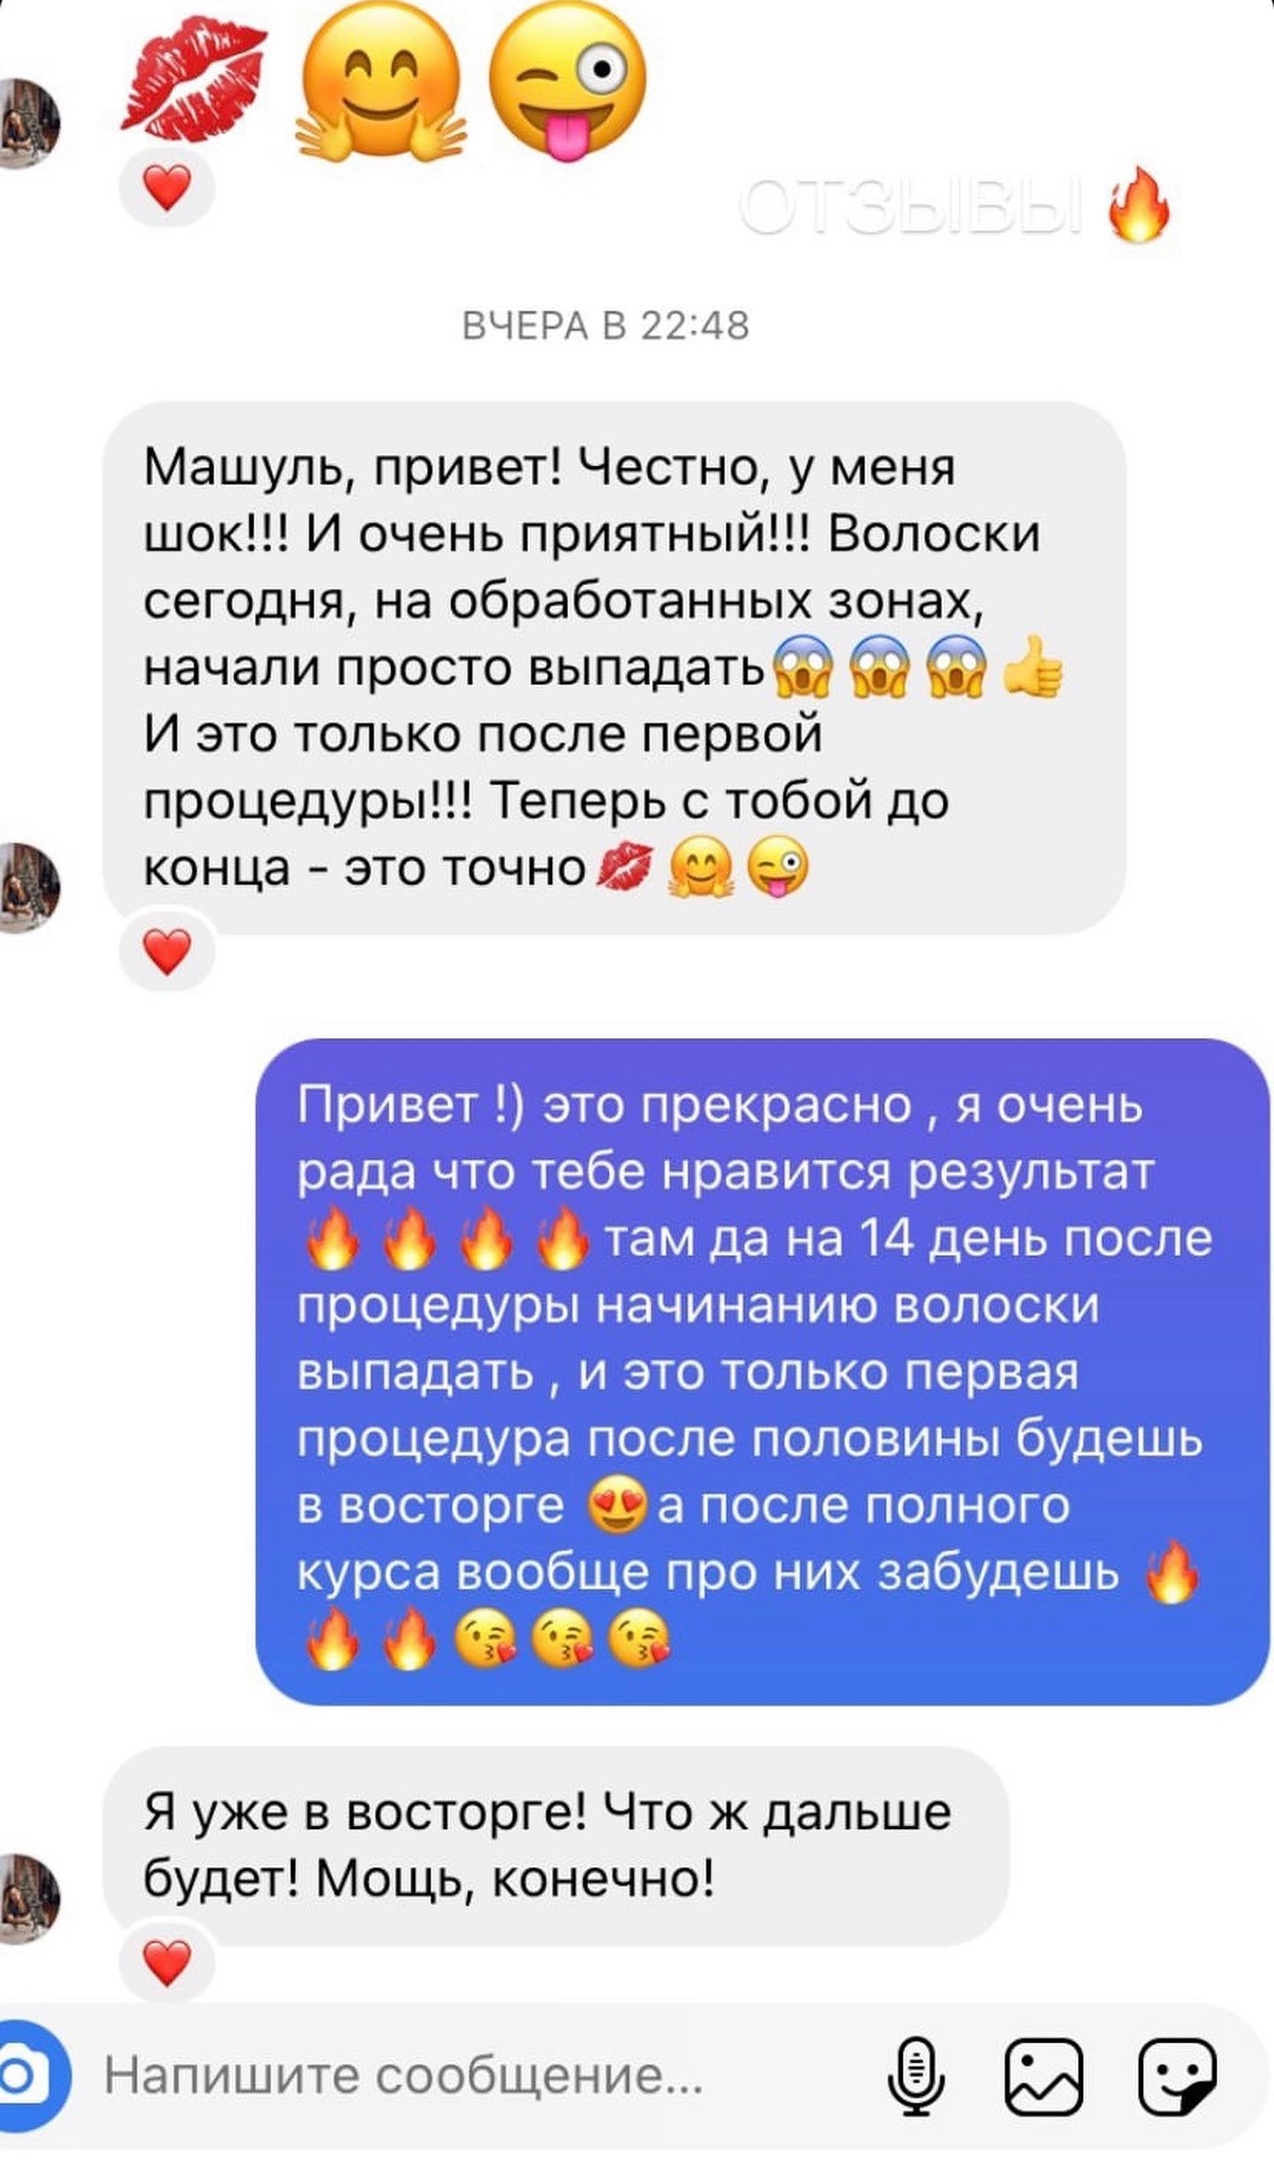 ОТЗЫВЫ 🔥
ВЧЕРА В 22:48
Машуль, привет! Честно, у меня
шок!!! И очень приятный!!! Волоски
сегодня, на обработанных зонах,
начали просто выпадать😱😱😱👍
И это только после первой
процедуры!!! Теперь с тобой до
конца - это точно💋🤗😜
Привет !) это прекрасно , я очень
рада что тебе нравится результат
🔥🔥🔥🔥там да на 14 день после
процедуры начинанию волоски
выпадать , и это только первая
процедура после половины будешь
в восторге 😍а после полного
курса вообще про них забудешь 🔥
🔥🔥😘😘😘
Я уже в восторге! Что ж дальше
будет! Мощь, конечно!
Напишите сообщение...